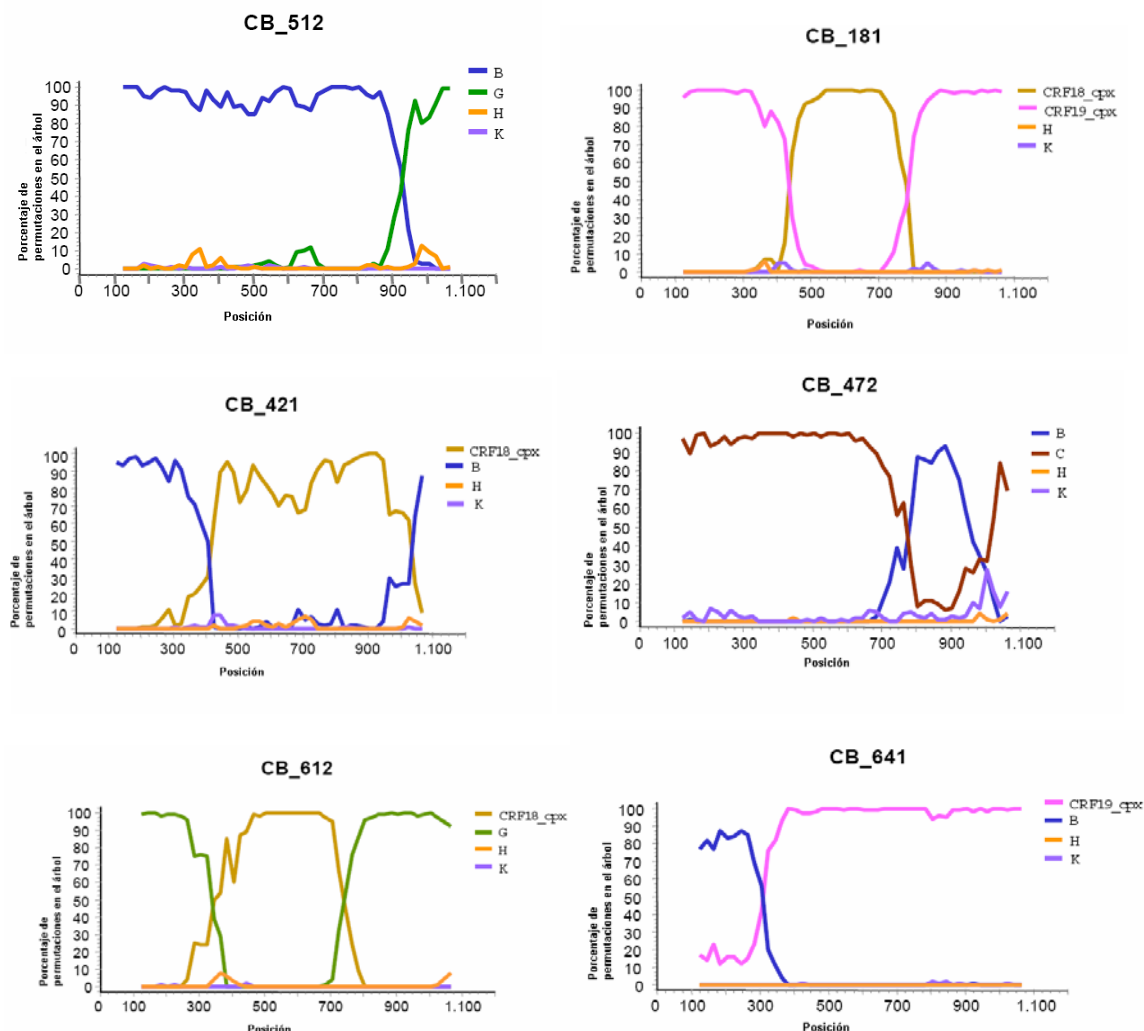 CB_512
Porcentaje de
permutaciones en el árbol
100
90
80
70
60
50
40
30
20
10
0
0 100 300 500 700 900 1.100
Posición
B
G
H
K
CB_181
Porcentaje de
permutaciones en el árbol
100
90
80
70
60
50
40
30
20
10
0
0 100 300 500 700 900 1.100
Posición
CRF18_cpx
CRF19_cpx
H
K
CB_421
Porcentaje de
permutaciones en el árbol
100
90
80
70
60
50
40
30
20
10
0
0 100 300 500 700 900 1.100
Posición
CRF18_cpx
B
H
K
CB_472
Porcentaje de
permutaciones en el árbol
100
90
80
70
60
50
40
30
20
10
0
0 100 300 500 700 900 1.100
Posición
B
C
H
K
CB_612
Porcentaje de
permutaciones en el árbol
100
90
80
70
60
50
40
30
20
10
0
0 100 300 500 700 900 1.100
Posición
CRF18_cpx
G
H
K
CB_641
Porcentaje de
permutaciones en el árbol
100
90
80
70
60
50
40
30
20
10
0
0 100 300 500 700 900 1.100
Posición
CRF19_cpx
B
H
K